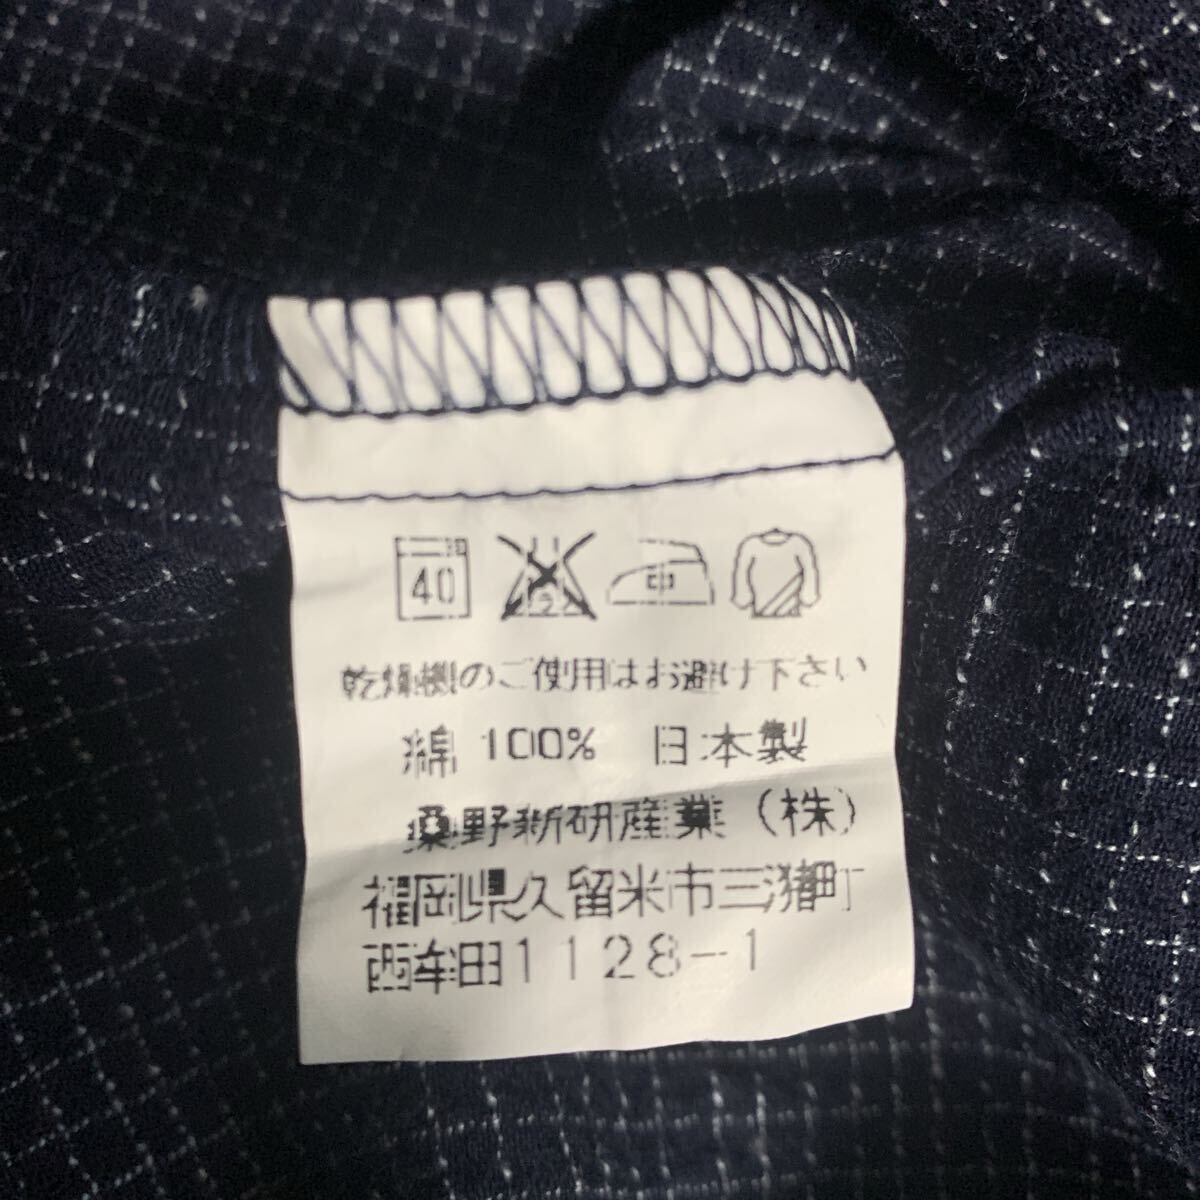 40
中
乾燥機のご使用はお避け下さい
綿 100% 日本製
桑野新研産業(株)
福岡県久留米市三潴町
西牟田1128-1